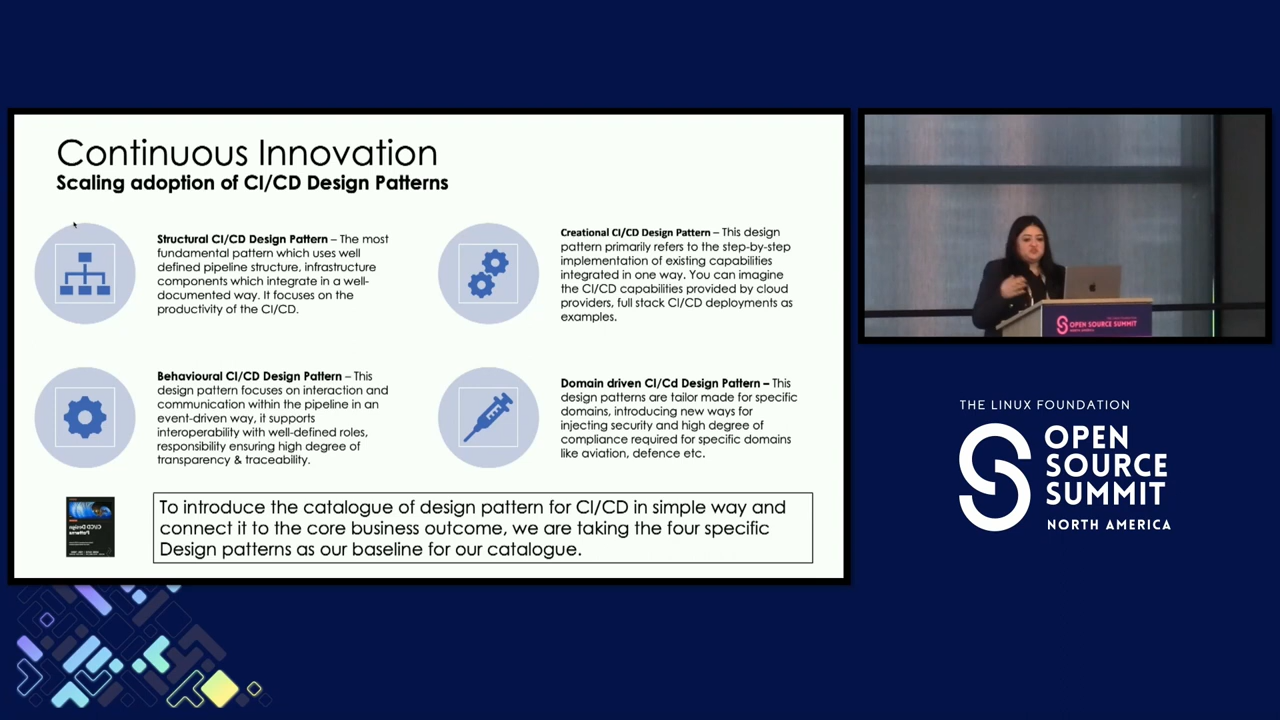 Continuous Innovation
Scaling adoption of CI/CD Design Patterns
Structural CI/CD Design Pattern – The most
fundamental pattern which uses well
defined pipeline structure, infrastructure
components which integrate in a well-
documented way. It focuses on the
productivity of the CI/CD.
Creational CI/CD Design Pattern – This design
pattern primarily refers to the step-by-step
implementation of existing capabilities
integrated in one way. You can imagine
the CI/CD capabilities provided by cloud
providers, full stack CI/CD deployments as
examples.
Behavioural CI/CD Design Pattern – This
design pattern focuses on interaction and
communication within the pipeline in an
event-driven way, it supports
interoperability with well-defined roles,
responsibility ensuring high degree of
transparency & traceability.
Domain driven CI/Cd Design Pattern – This
design patterns are tailor made for specific
domains, introducing new ways for
injecting security and high degree of
compliance required for specific domains
like aviation, defence etc.
CI/CD Design
Patterns
To introduce the catalogue of design pattern for CI/CD in simple way and
connect it to the core business outcome, we are taking the four specific
Design patterns as our baseline for our catalogue.
OPEN SOURCE SUMMIT
NORTH AMERICA
THE LINUX FOUNDATION
OPEN
SOURCE
SUMMIT
NORTH AMERICA